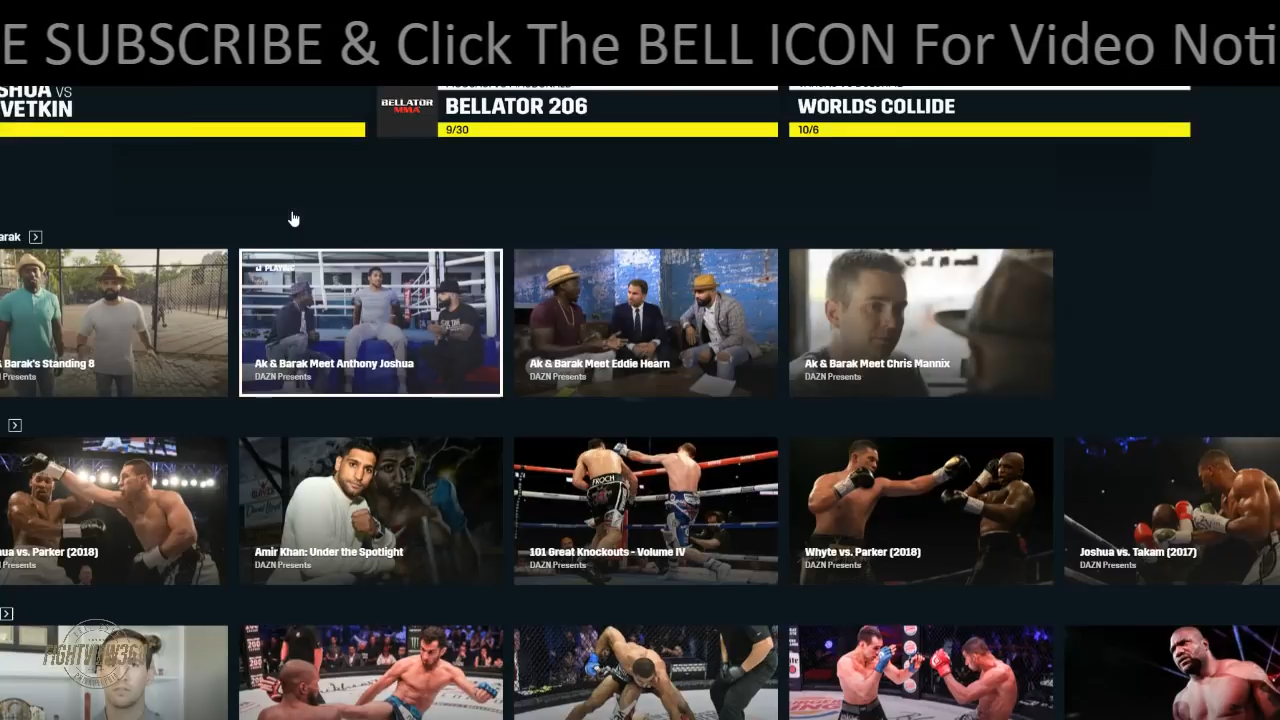 E SUBSCRIBE & Click The BELL ICON For Video Noti
SHUA VS
VETKIN
BELLATOR
MMA
BELLATOR 206
9/30
WORLDS COLLIDE
10/6
arak
PLAYING
Barak's Standing 8
Presents
Ak & Barak Meet Anthony Joshua
DAZN Presents
Ak & Barak Meet Eddie Hearn
DAZN Presents
Ak & Barak Meet Chris Mannix
DAZN Presents
FROCH
ua vs. Parker (2018)
Presents
Amir Khan: Under the Spotlight
DAZN Presents
101 Great Knockouts - Volume IV
DAZN Presents
Whyte vs. Parker (2018)
DAZN Presents
Joshua vs. Takam (2017)
DAZN Presents
FIGHTVIEW360